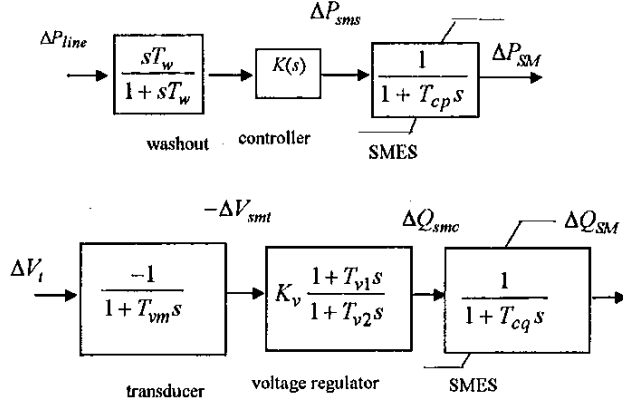 ΔP_sms
ΔP_line
sT_w
1 + sT_w
K(s)
1
1 + T_cp s
ΔP_SM
washout controller
SMES
-ΔV_smt
ΔQ_smc
ΔQ_SM
ΔV_t
-1
1 + T_vm s
K_v
1 + T_v1 s
1 + T_v2 s
1
1 + T_cq s
transducer
voltage regulator
SMES